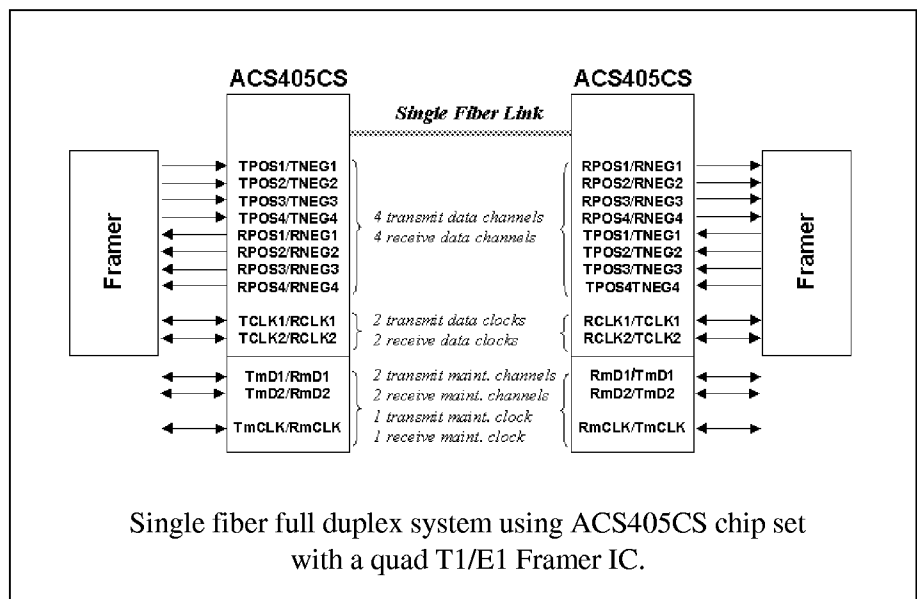 ACS405CS
ACS405CS
Single Fiber Link
Framer
TPOS1/TNEG1
TPOS2/TNEG2
TPOS3/TNEG3
TPOS4/TNEG4
RPOS1/RNEG1
RPOS2/RNEG2
RPOS3/RNEG3
RPOS4/RNEG4
4 transmit data channels
4 receive data channels
RPOS1/RNEG1
RPOS2/RNEG2
RPOS3/RNEG3
RPOS4/RNEG4
TPOS1/TNEG1
TPOS2/TNEG2
TPOS3/TNEG3
TPOS4TNEG4
Framer
TCLK1/RCLK1
TCLK2/RCLK2
2 transmit data clocks
2 receive data clocks
RCLK1/TCLK1
RCLK2/TCLK2
TmD1/RmD1
TmD2/RmD2
TmCLK/RmCLK
2 transmit maint. channels
2 receive maint. channels
1 transmit maint. clock
1 receive maint. clock
RmD1/TmD1
RmD2/TmD2
RmCLK/TmCLK
Single fiber full duplex system using ACS405CS chip set
with a quad T1/E1 Framer IC.